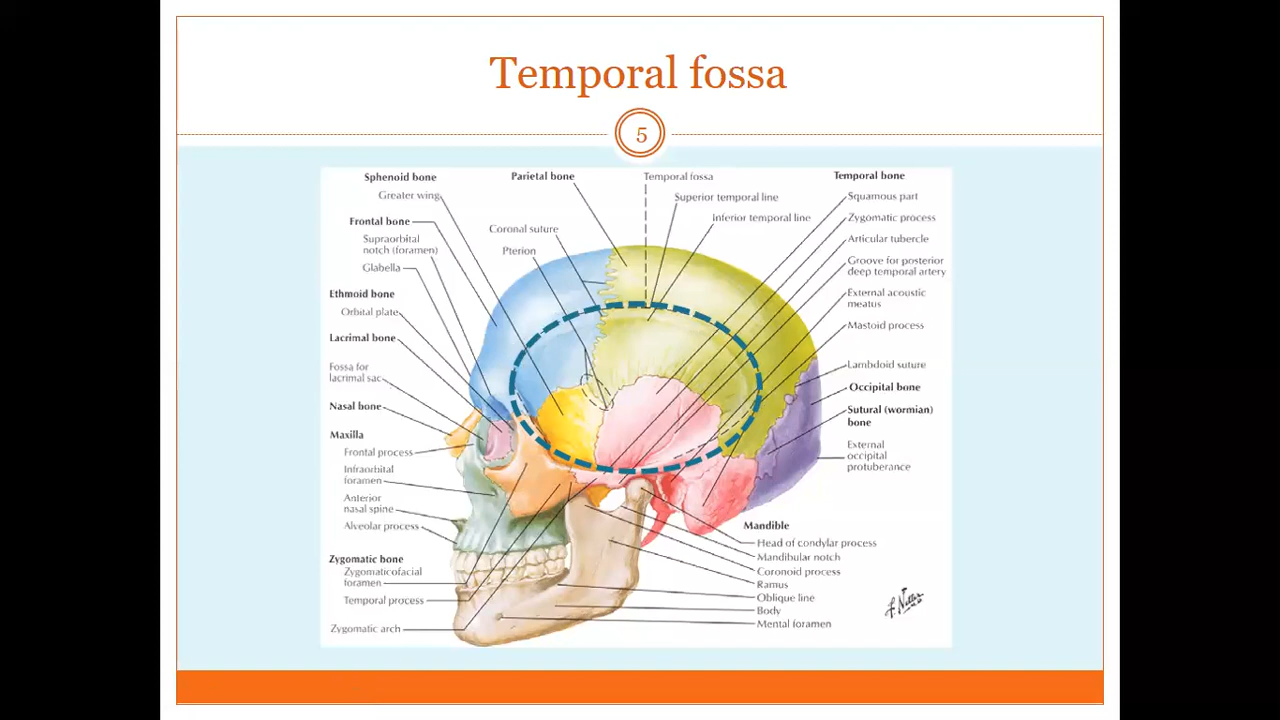 Temporal fossa
5
Sphenoid bone
Greater wing
Frontal bone
Supraorbital
notch (foramen)
Glabella
Ethmoid bone
Orbital plate
Lacrimal bone
Fossa for
lacrimal sac
Nasal bone
Maxilla
Frontal process
Infraorbital
foramen
Anterior
nasal spine
Alveolar process
Zygomatic bone
Zygomaticofacial
foramen
Temporal process
Zygomatic arch
Parietal bone
Coronal suture
Pterion
Temporal fossa
Superior temporal line
Inferior temporal line
Temporal bone
Squamous part
Zygomatic process
Articular tubercle
Groove for posterior
deep temporal artery
External acoustic
meatus
Mastoid process
Lambdoid suture
Occipital bone
Sutural (wormian)
bone
External
occipital
protuberance
Mandible
Head of condylar process
Mandibular notch
Coronoid process
Ramus
Oblique line
Body
Mental foramen
F. Netter